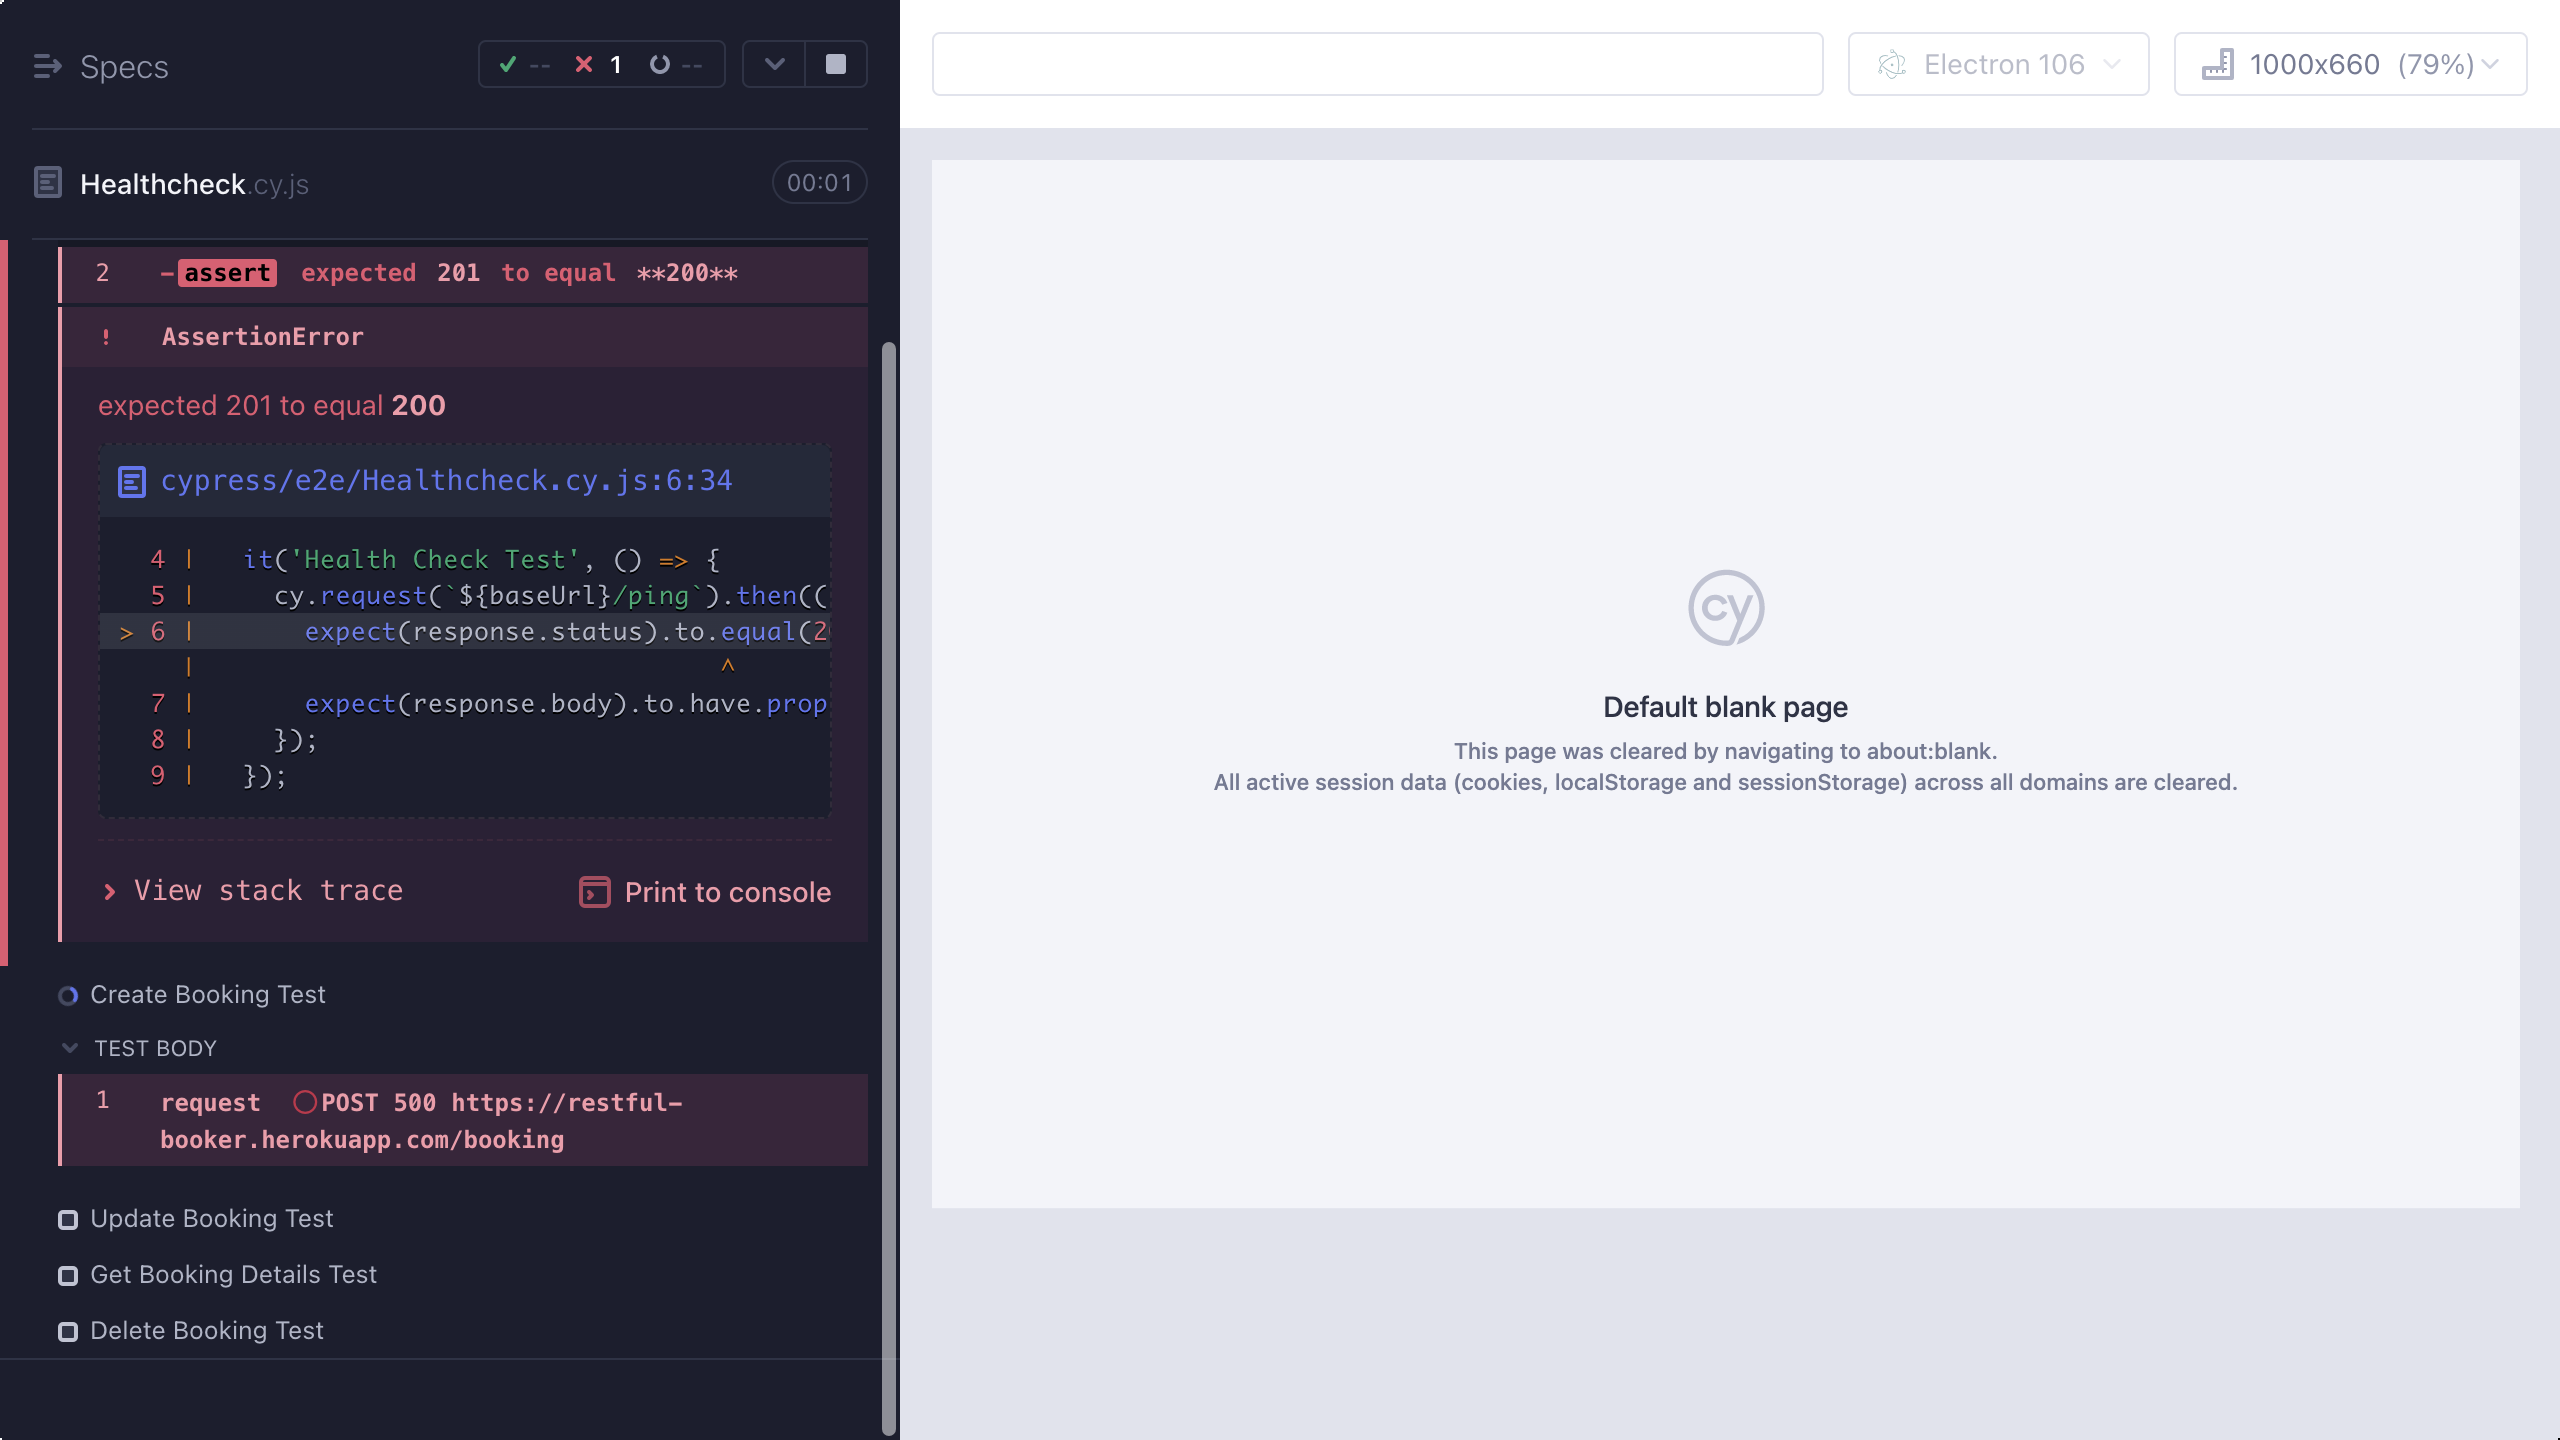 Specs
-- 1 --
Healthcheck.cy.js
00:01
2 -assert expected 201 to equal **200**
! AssertionError
expected 201 to equal 200
cypress/e2e/Healthcheck.cy.js:6:34
4 | it('Health Check Test', () => {
5 | cy.request(`${baseUrl}/ping`).then((
> 6 | expect(response.status).to.equal(2
| ^
7 | expect(response.body).to.have.prop
8 | });
9 | });
View stack trace
Print to console
Create Booking Test
TEST BODY
1 request POST 500 https://restful-
booker.herokuapp.com/booking
Update Booking Test
Get Booking Details Test
Delete Booking Test
Electron 106
1000x660 (79%)
cy
Default blank page
This page was cleared by navigating to about:blank.
All active session data (cookies, localStorage and sessionStorage) across all domains are cleared.